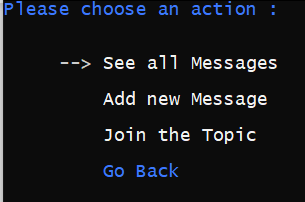 Please choose an action :
--> See all Messages
Add new Message
Join the Topic
Go Back